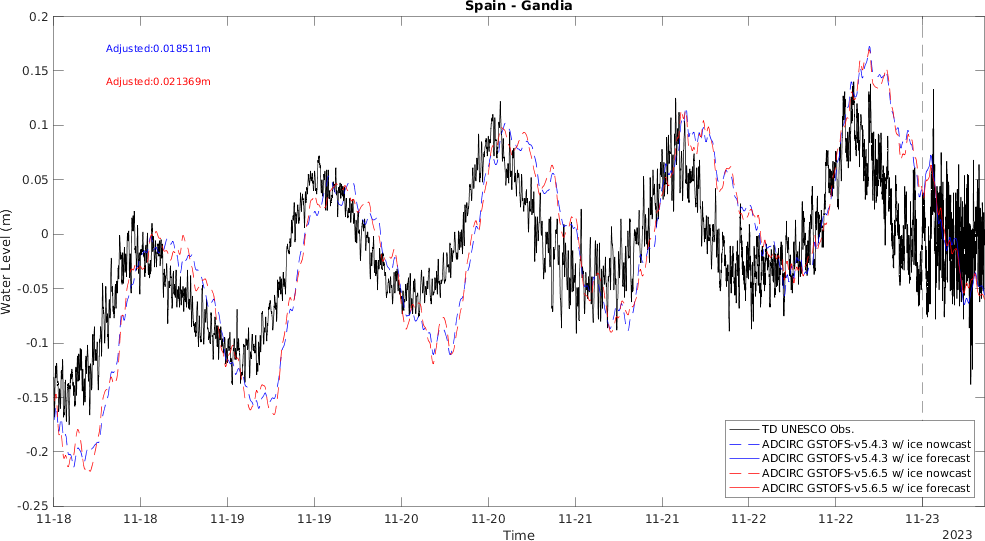 Spain - Gandia
Adjusted:0.018511m
Adjusted:0.021369m
Water Level (m)
0.2
0.15
0.1
0.05
0
-0.05
-0.1
-0.15
-0.2
-0.25
TD UNESCO Obs.
ADCIRC GSTOFS-v5.4.3 w/ ice nowcast
ADCIRC GSTOFS-v5.4.3 w/ ice forecast
ADCIRC GSTOFS-v5.6.5 w/ ice nowcast
ADCIRC GSTOFS-v5.6.5 w/ ice forecast
11-18 11-18 11-19 11-19 11-20 11-20 11-21 11-21 11-22 11-22 11-23
Time
2023